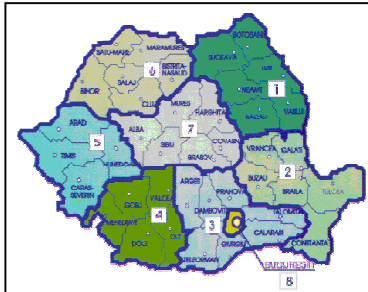 BOTOSANI
SATU-MARE
MARAMURES
SUCEAVA
IASI
BISTRITA-
NASAUD
6
BIHOR
SALAJ
NEAMT
1
CLUJ
MURES
HARGHITA
BACAU
VASLUI
ARAD
ALBA
7
5
SIBIU
COVASNA
VRANCEA
GALATI
TIMIS
HUNEDOARA
BRASOV
2
CARAS-
SEVERIN
ARGES
BUZAU
TULCEA
GORJ
VALCEA
PRAHOVA
BRAILA
4
DAMBOVITA
3
MEHEDINTI
IALOMITA
OLT
CALARASI
DOLJ
GIURGIU
CONSTANTA
TELEORMAN
BUCURESTI
8